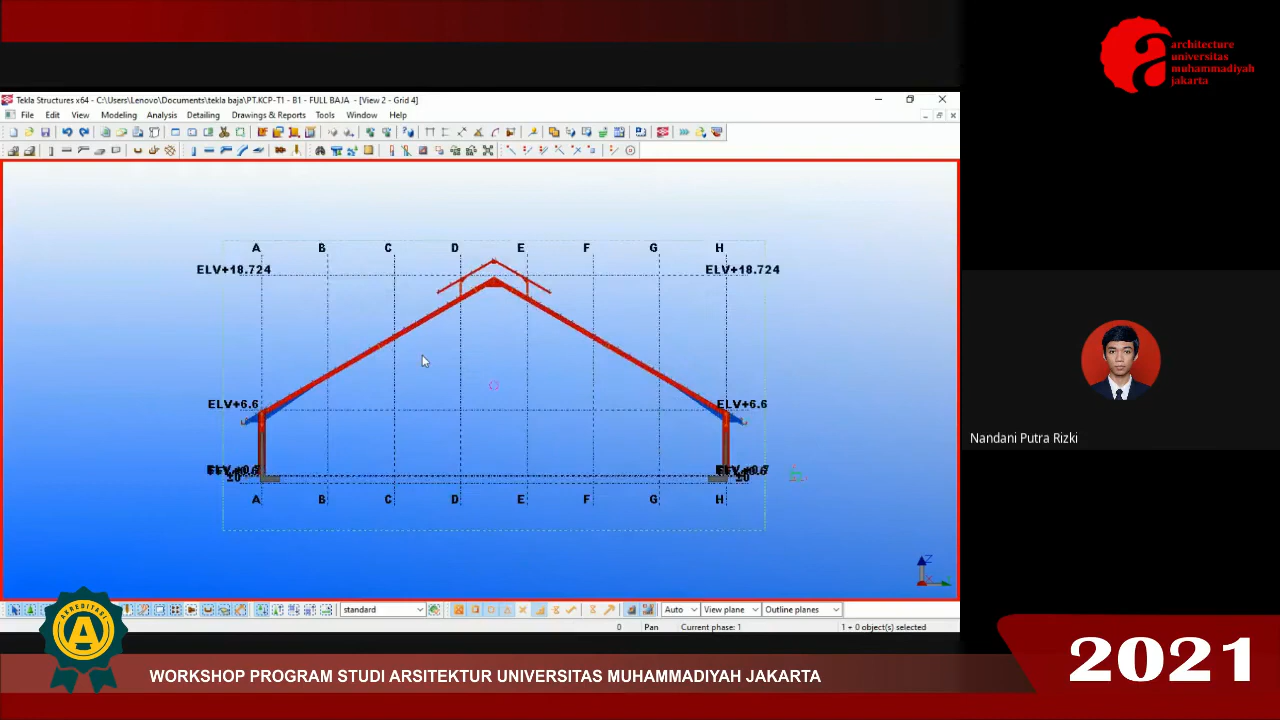 architecture
universitas
muhammadiyah
jakarta
Tekla Structures x64 - C:\Users\Lenovo\Documents\tekla baja\PT.KCP-T1 - B1 - FULL BAJA - [View 2 - Grid 4]
File Edit View Modeling Analysis Detailing Drawings & Reports Tools Window Help
A B C D E F G H
ELV+18.724 ELV+18.724
ELV+6.6 ELV+6.6
±0 ±0
A B C D E F G H
Z
Nandani Putra Rizki
standard Auto View plane Outline planes
0 Pan Current phase: 1 1 + 0 object(s) selected
AKREDITASI
A
WORKSHOP PROGRAM STUDI ARSITEKTUR UNIVERSITAS MUHAMMADIYAH JAKARTA
2021